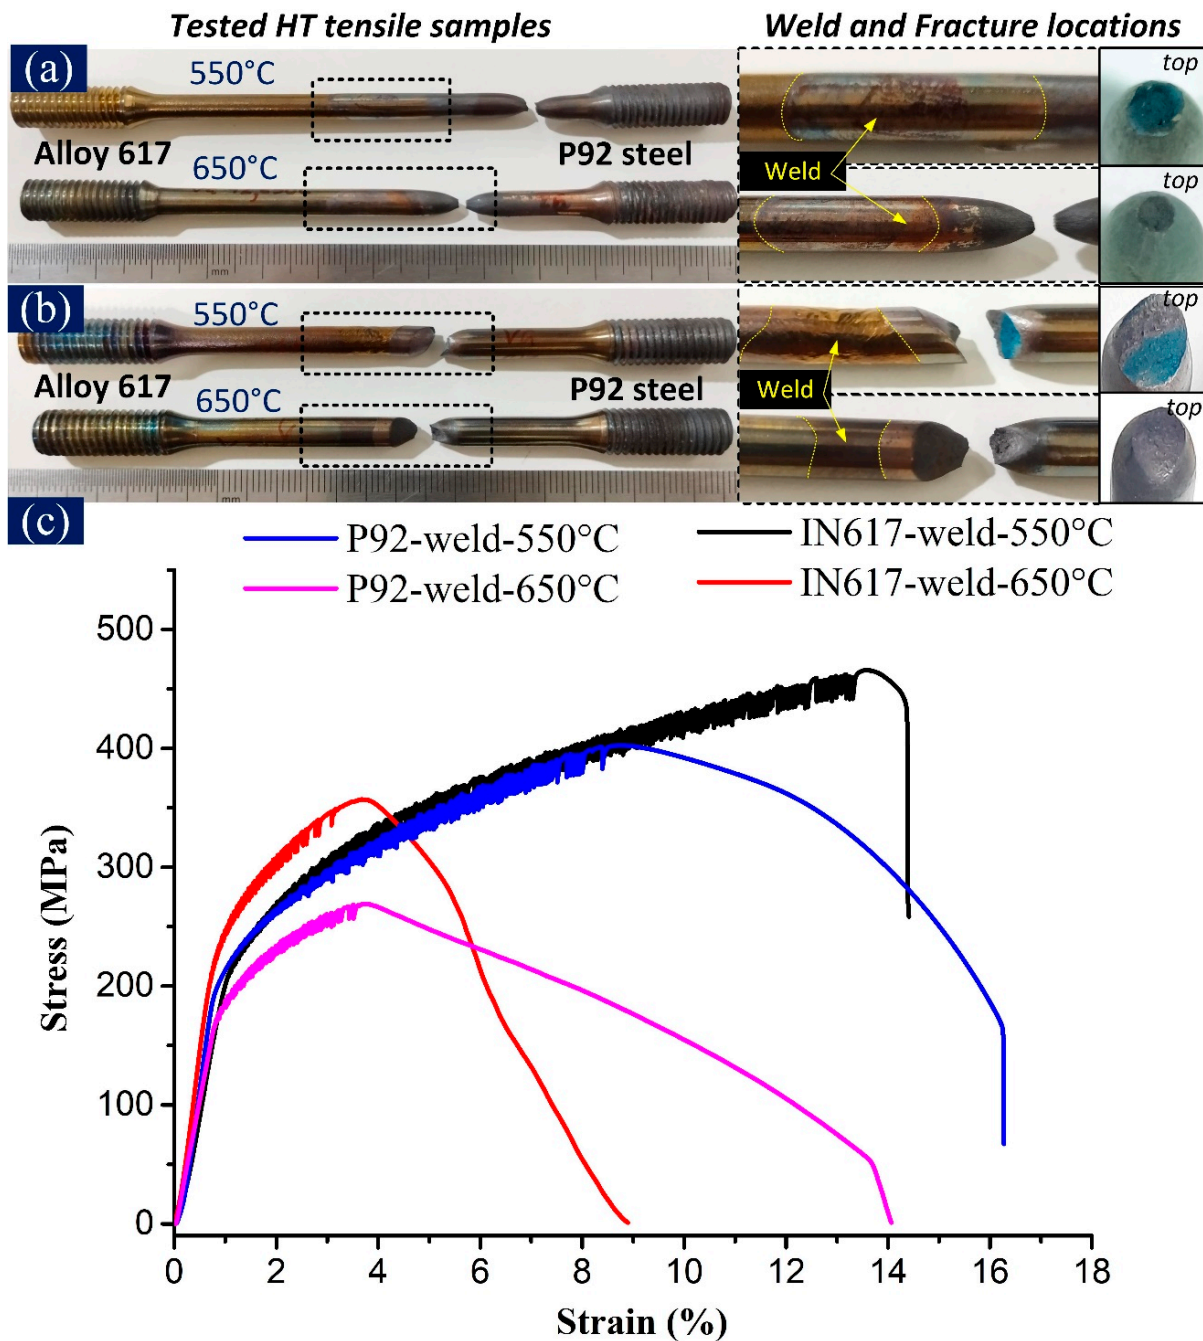 Tested HT tensile samples
Weld and Fracture locations
(a)
550°C
top
Alloy 617
P92 steel
650°C
Weld
top
mm
(b)
550°C
top
Alloy 617
P92 steel
650°C
Weld
top
mm
(c)
P92-weld-550°C
IN617-weld-550°C
P92-weld-650°C
IN617-weld-650°C
500
400
300
200
100
0
Stress (MPa)
0 2 4 6 8 10 12 14 16 18
Strain (%)